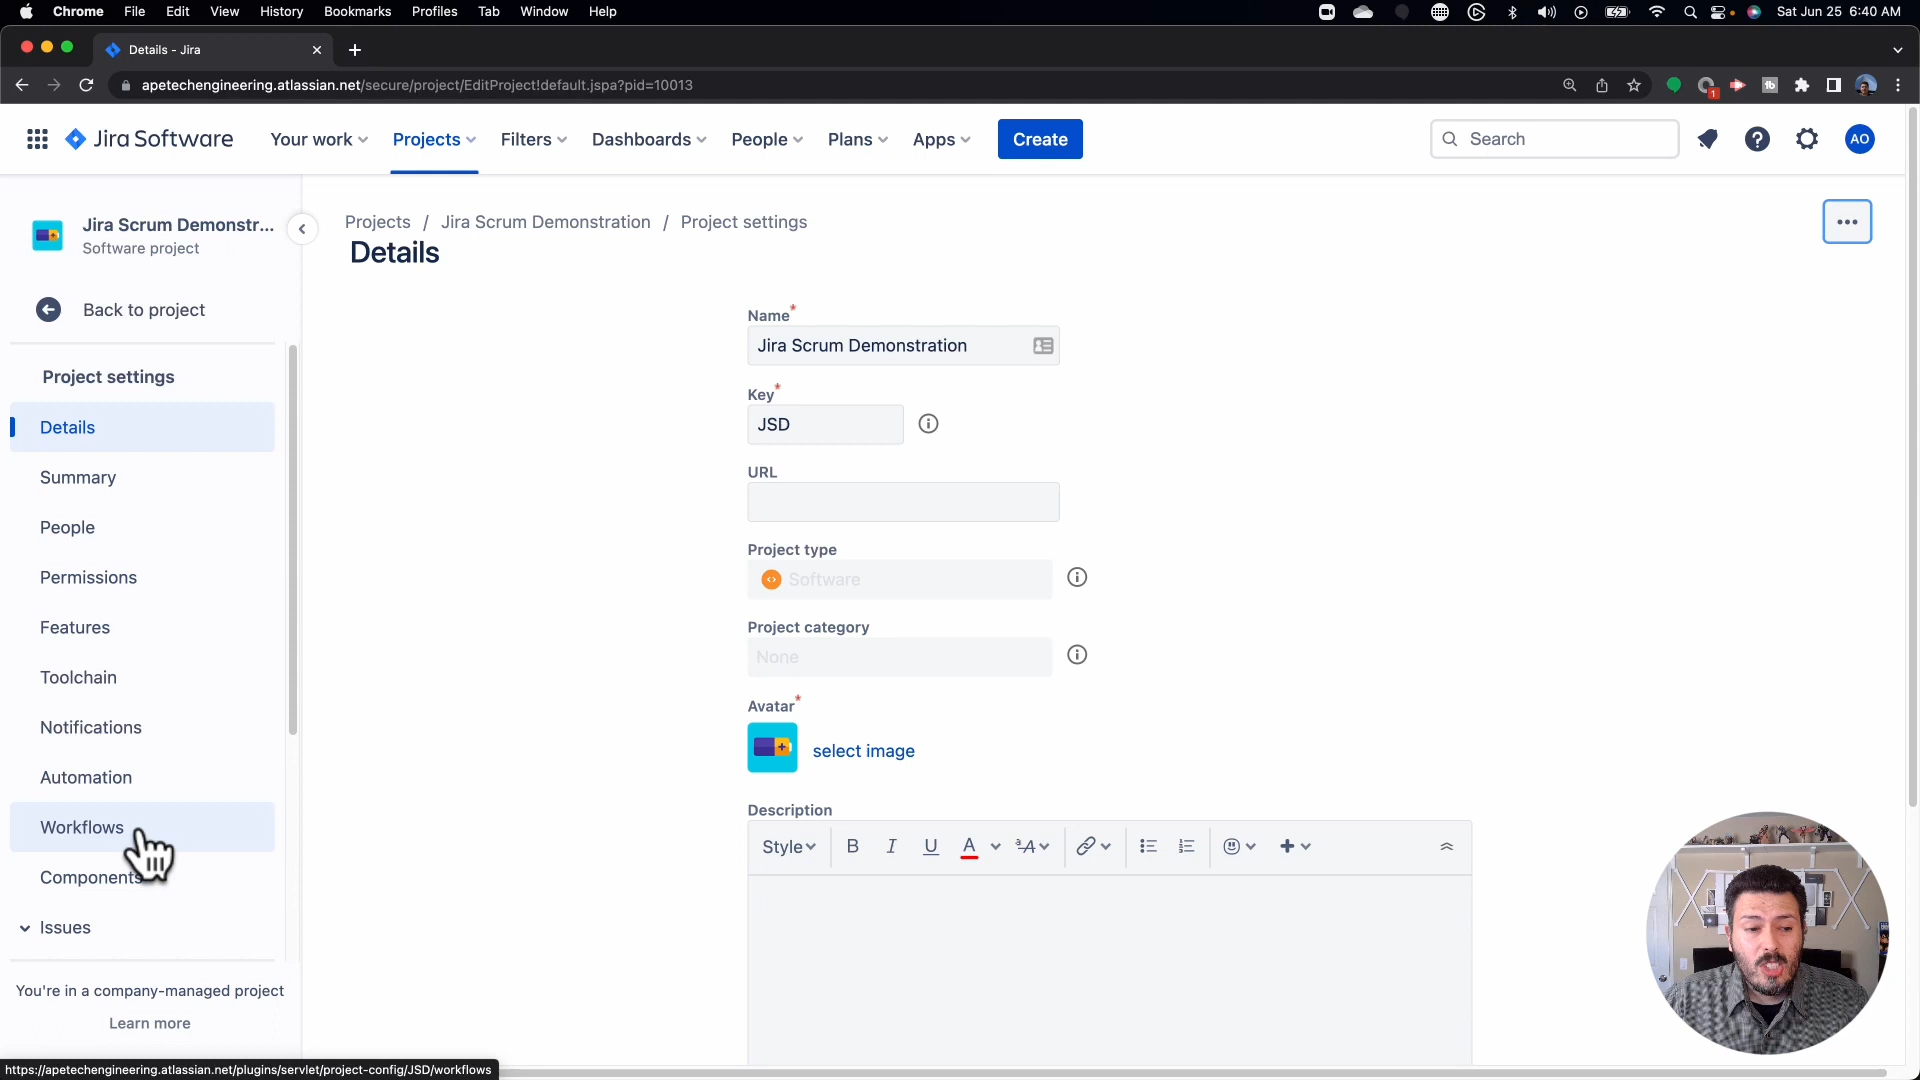 Chrome File Edit View History Bookmarks Profiles Tab Window Help Sat Jun 25 6:40 AM
Details - Jira
apetechengineering.atlassian.net/secure/project/EditProject!default.jspa?pid=10013
1
Jira Software Your work Projects Filters Dashboards People Plans Apps Create Search AO
Jira Scrum Demonstr...
Software project
Back to project
Project settings
Details
Summary
People
Permissions
Features
Toolchain
Notifications
Automation
Workflows
Components
Issues
You're in a company-managed project
Learn more
https://apetechengineering.atlassian.net/plugins/servlet/project-config/JSD/workflows
Projects / Jira Scrum Demonstration / Project settings
Details
Name*
Jira Scrum Demonstration
Key*
JSD
URL
Project type
Software
Project category
None
Avatar*
select image
Description
Style B I U A A